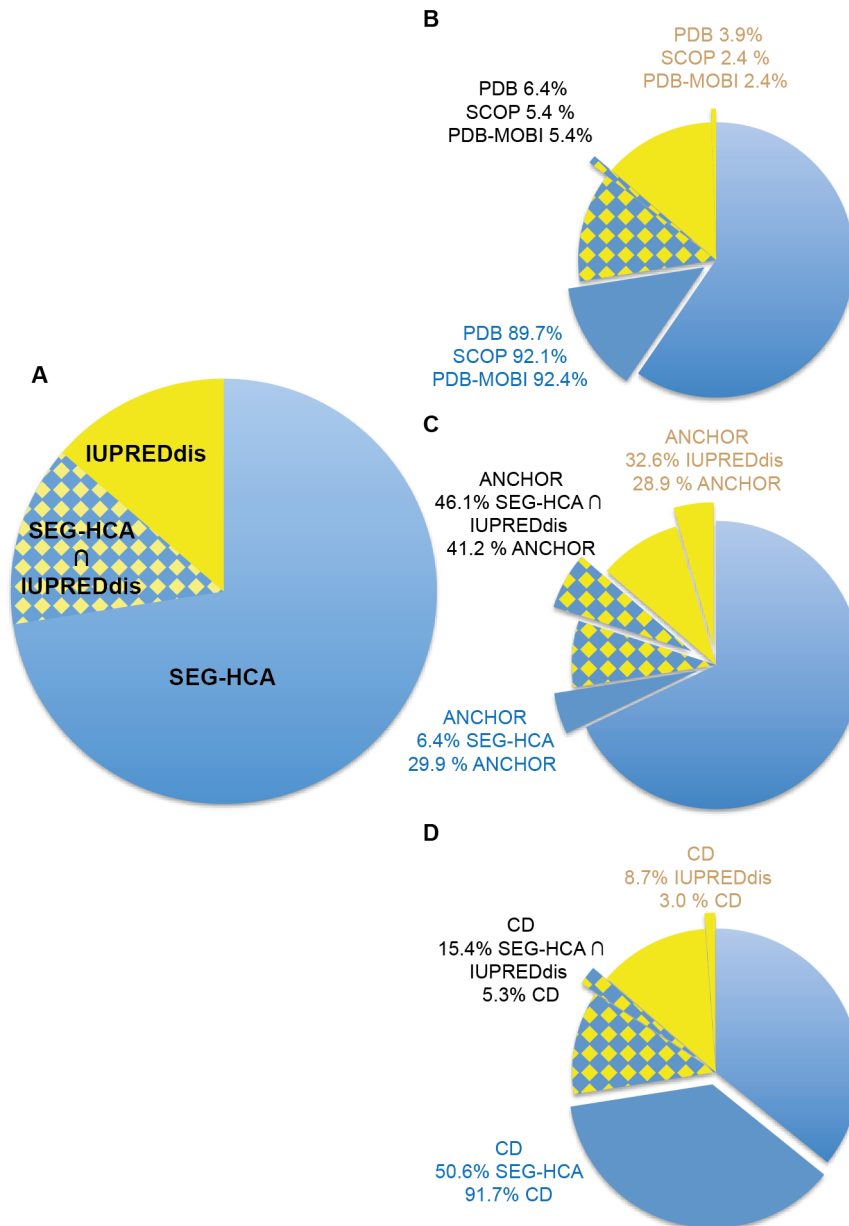 A
IUPREDdis
SEG-HCA
∩
IUPREDdis
SEG-HCA
B
PDB 3.9%
SCOP 2.4 %
PDB-MOBI 2.4%
PDB 6.4%
SCOP 5.4 %
PDB-MOBI 5.4%
PDB 89.7%
SCOP 92.1%
PDB-MOBI 92.4%
C
ANCHOR
32.6% IUPREDdis
28.9 % ANCHOR
ANCHOR
46.1% SEG-HCA ∩
IUPREDdis
41.2 % ANCHOR
ANCHOR
6.4% SEG-HCA
29.9 % ANCHOR
D
CD
8.7% IUPREDdis
3.0 % CD
CD
15.4% SEG-HCA ∩
IUPREDdis
5.3% CD
CD
50.6% SEG-HCA
91.7% CD